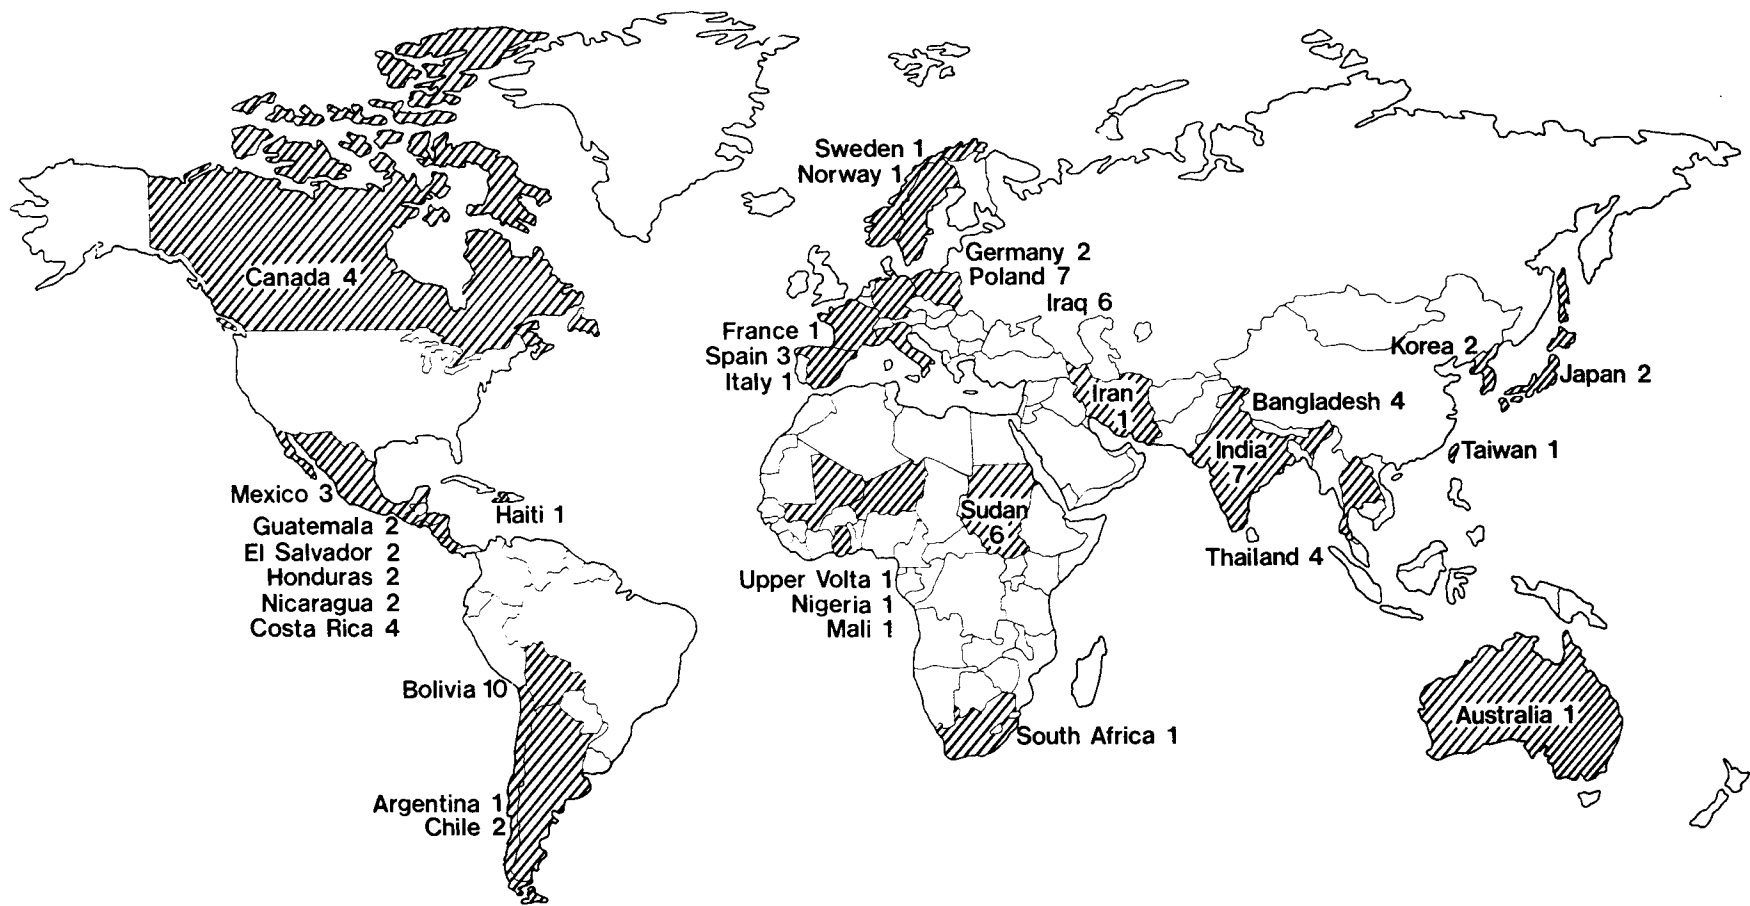 Sweden 1
Norway 1
Germany 2
Poland 7
Canada 4
Iraq 6
France 1
Spain 3
Italy 1
Korea 2
Japan 2
Iran
1
Bangladesh 4
India
7
Taiwan 1
Mexico 3
Haiti 1
Guatemala 2
El Salvador 2
Honduras 2
Nicaragua 2
Costa Rica 4
Sudan
6
Thailand 4
Upper Volta 1
Nigeria 1
Mali 1
Bolivia 10
South Africa 1
Australia 1
Argentina 1
Chile 2